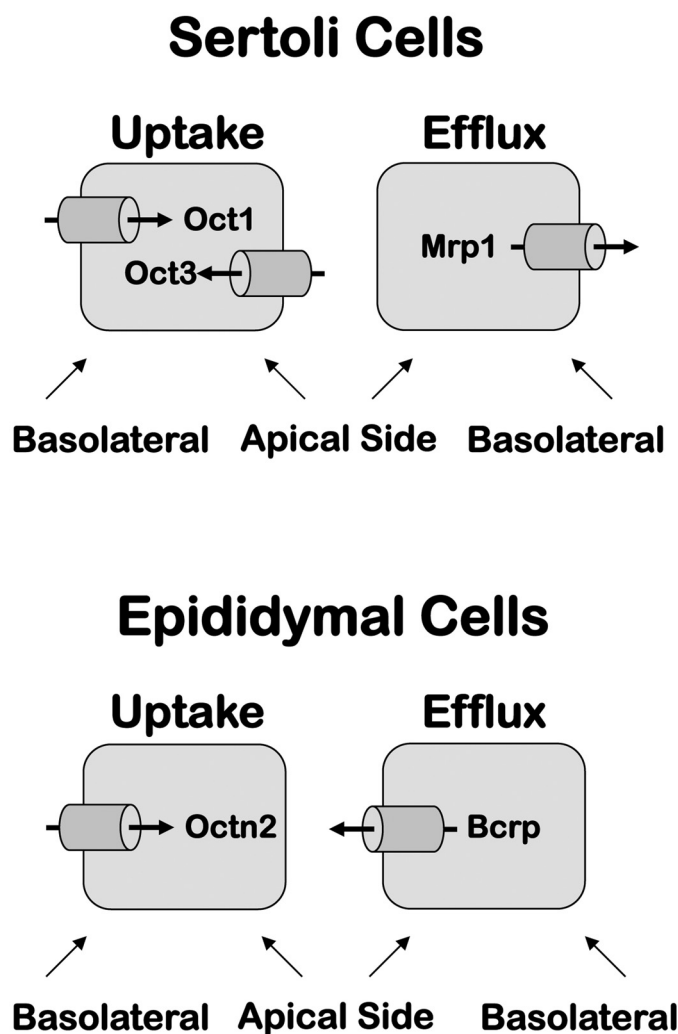 Sertoli Cells
Uptake Efflux
Oct1
Oct3
Mrp1
Basolateral Apical Side Basolateral
Epididymal Cells
Uptake Efflux
Octn2 Bcrp
Basolateral Apical Side Basolateral